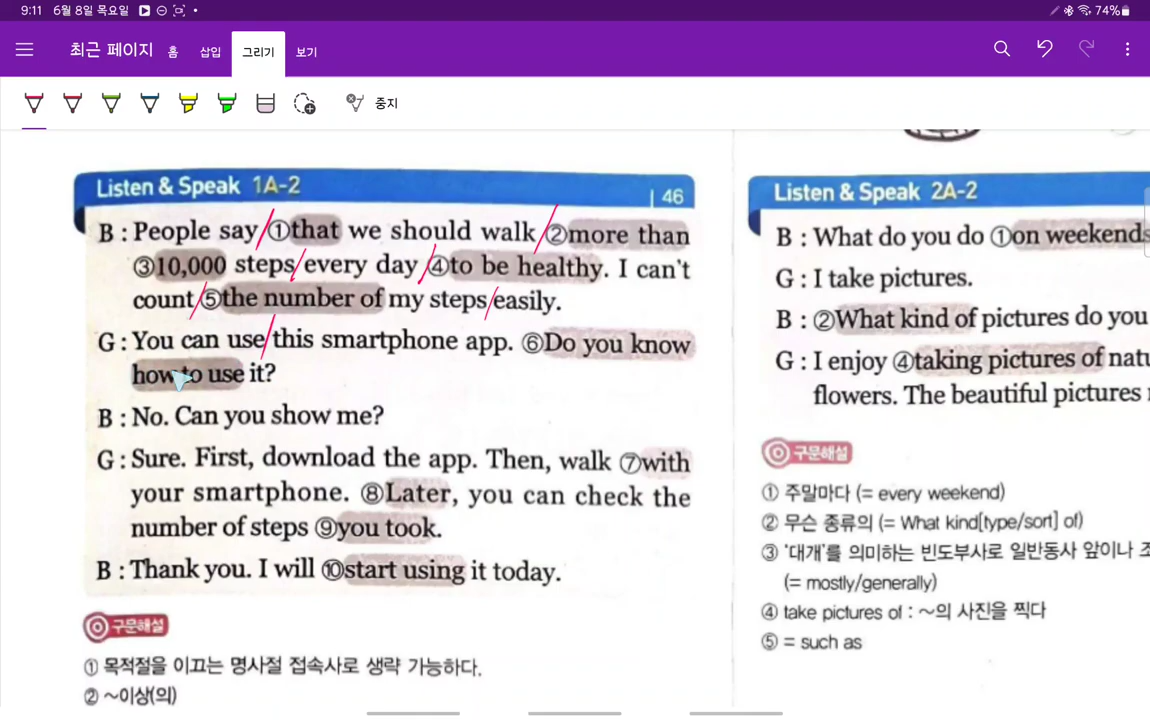 9:11 6월 8일 목요일 74%
최근 페이지 홈 삽입 그리기 보기
중지
Listen & Speak 1A-2 | 46
B : People say ①that we should walk ②more than
③10,000 steps every day ④to be healthy. I can't
count ⑤the number of my steps easily.
G : You can use this smartphone app. ⑥Do you know
how to use it?
B : No. Can you show me?
G : Sure. First, download the app. Then, walk ⑦with
your smartphone. ⑧Later, you can check the
number of steps ⑨you took.
B : Thank you. I will ⑩start using it today.
구문해설
① 목적절을 이끄는 명사절 접속사로 생략 가능하다.
② ~이상(의)
Listen & Speak 2A-2
B : What do you do ①on weekends
G : I take pictures.
B : ②What kind of pictures do you
G : I enjoy ④taking pictures of natu
flowers. The beautiful pictures
구문해설
① 주말마다 (= every weekend)
② 무슨 종류의 (= What kind[type/sort] of)
③ '대개'를 의미하는 빈도부사로 일반동사 앞이나 조
(= mostly/generally)
④ take pictures of : ~의 사진을 찍다
⑤ = such as